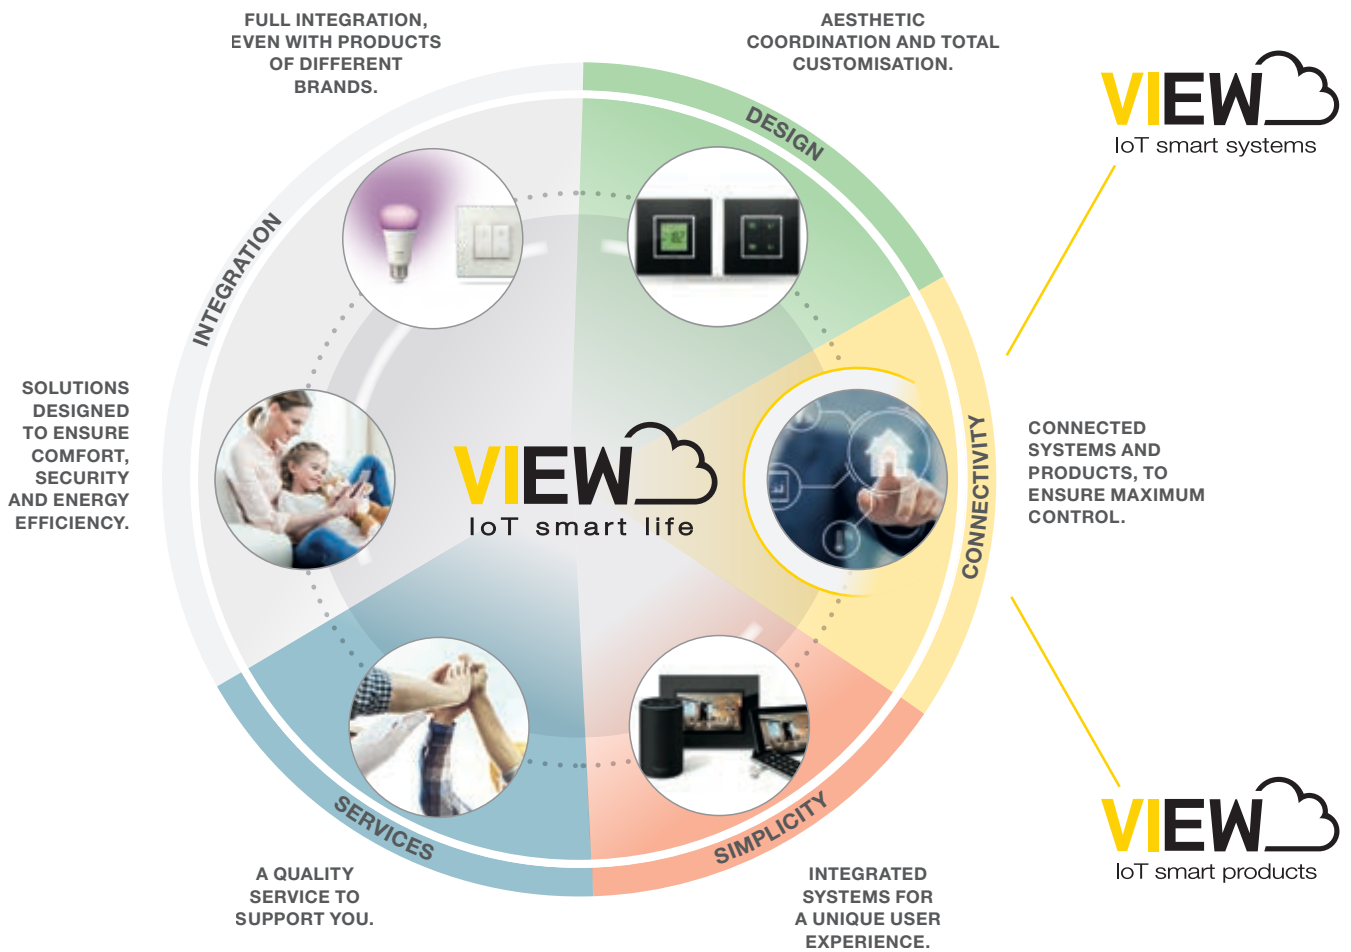 FULL INTEGRATION,
EVEN WITH PRODUCTS
OF DIFFERENT
BRANDS.
AESTHETIC
COORDINATION AND TOTAL
CUSTOMISATION.
VIEW
IoT smart systems
DESIGN
INTEGRATION
SOLUTIONS
DESIGNED
TO ENSURE
COMFORT,
SECURITY
AND ENERGY
EFFICIENCY.
VIEW
IoT smart life
CONNECTIVITY
CONNECTED
SYSTEMS AND
PRODUCTS, TO
ENSURE MAXIMUM
CONTROL.
SERVICES
SIMPLICITY
VIEW
IoT smart products
A QUALITY
SERVICE TO
SUPPORT YOU.
INTEGRATED
SYSTEMS FOR
A UNIQUE USER
EXPERIENCE.